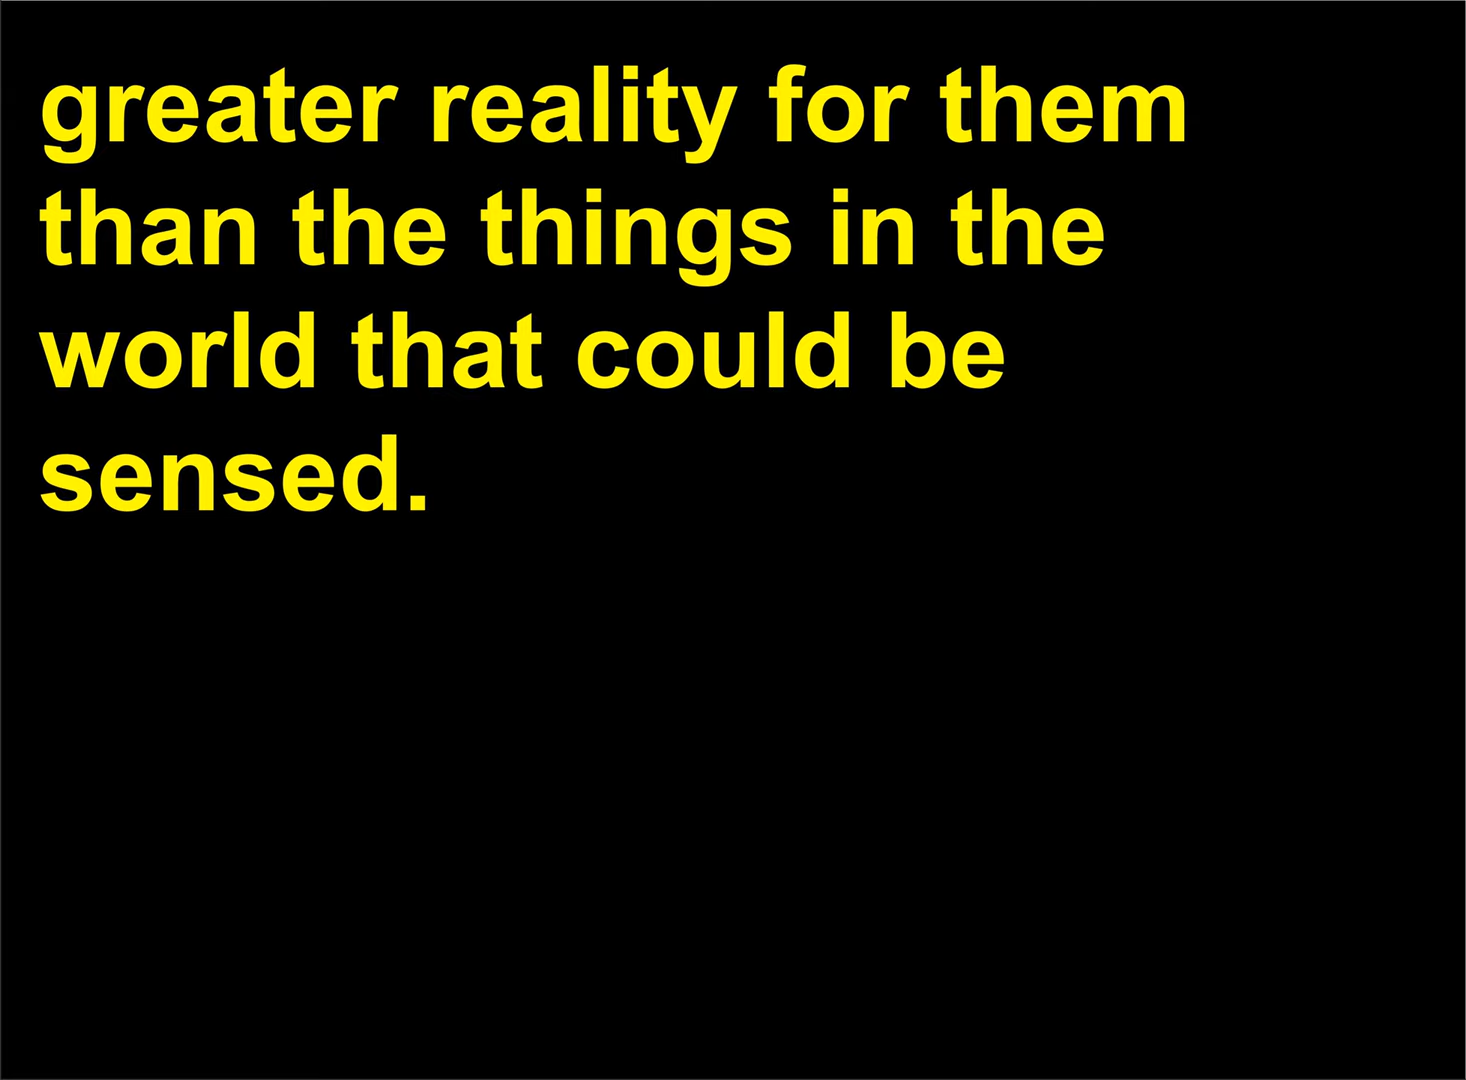 greater reality for them
than the things in the
world that could be
sensed.